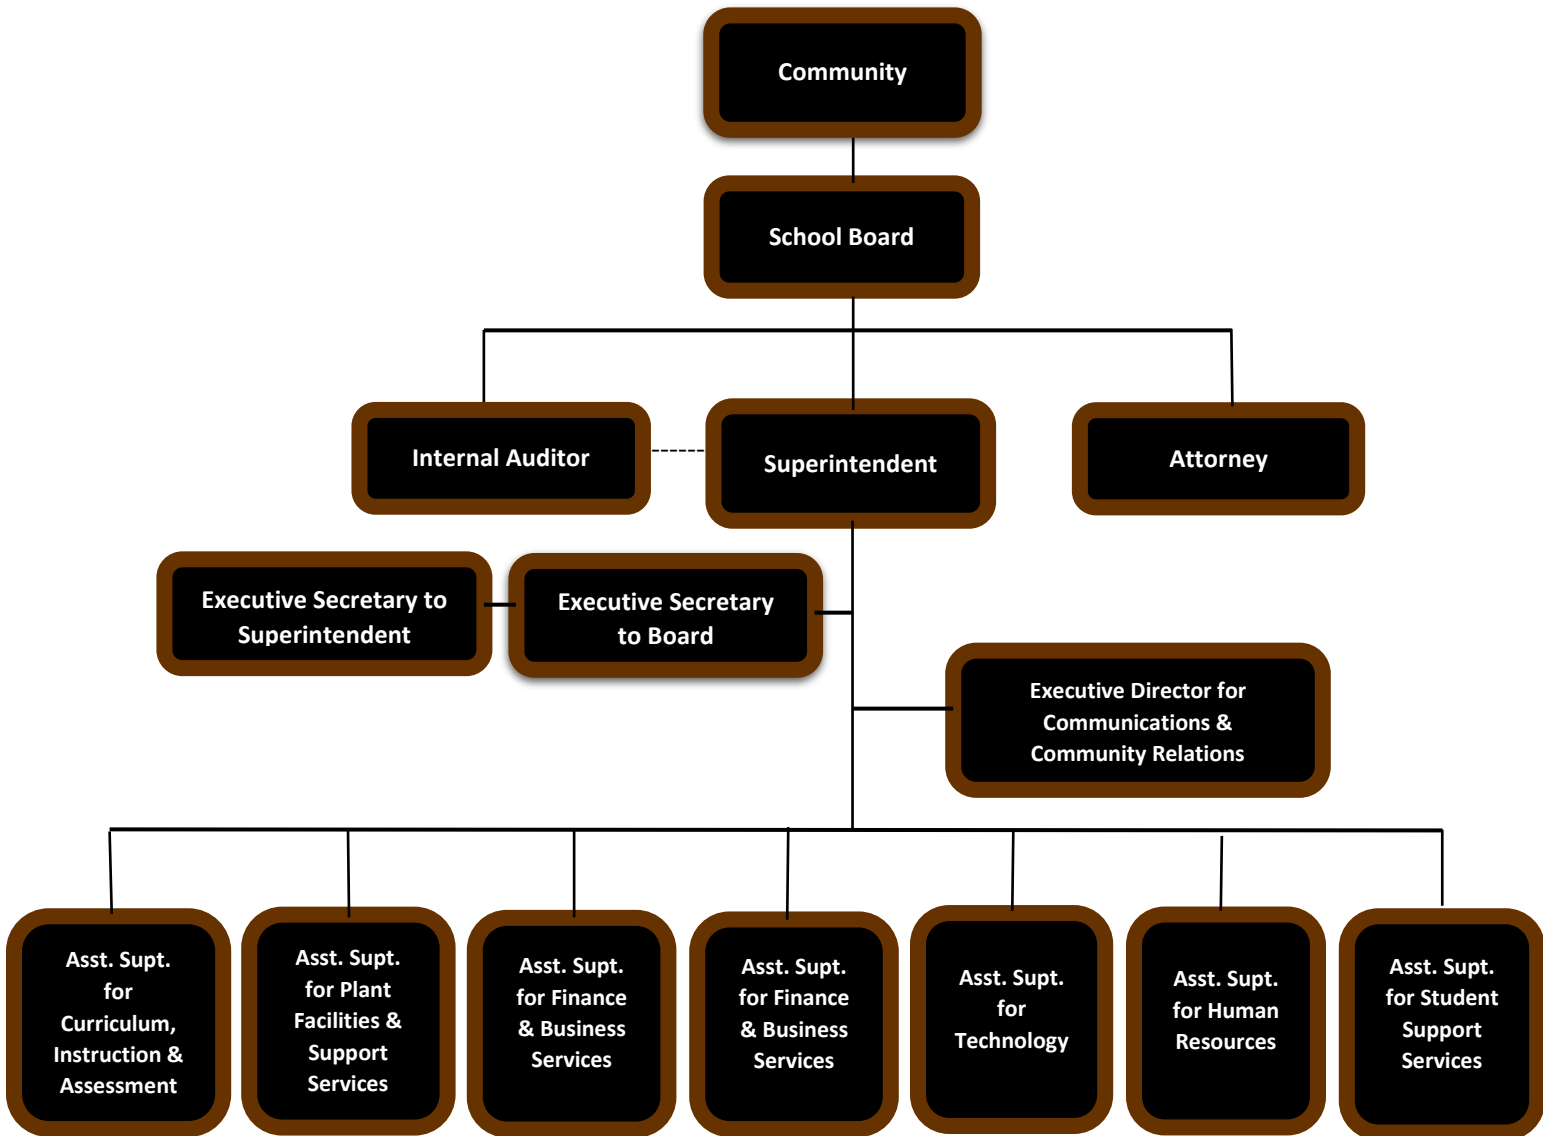 Community
School Board
Internal Auditor
Superintendent
Attorney
Executive Secretary to
Superintendent
Executive Secretary
to Board
Executive Director for
Communications &
Community Relations
Asst. Supt.
for
Curriculum,
Instruction &
Assessment
Asst. Supt.
for Plant
Facilities &
Support
Services
Asst. Supt.
for Finance
& Business
Services
Asst. Supt.
for Finance
& Business
Services
Asst. Supt.
for
Technology
Asst. Supt.
for Human
Resources
Asst. Supt.
for Student
Support
Services